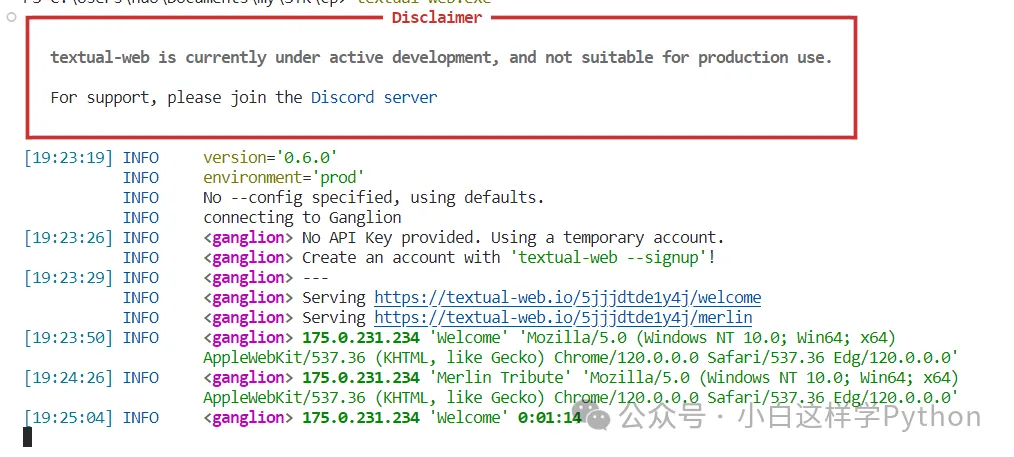 Disclaimer
textual-web is currently under active development, and not suitable for production use.
For support, please join the Discord server
[19:23:19] INFO version='0.6.0'
INFO environment='prod'
INFO No --config specified, using defaults.
INFO connecting to Ganglion
[19:23:26] INFO <ganglion> No API Key provided. Using a temporary account.
INFO <ganglion> Create an account with 'textual-web --signup'!
[19:23:29] INFO <ganglion> ---
INFO <ganglion> Serving https://textual-web.io/5jjjdtde1y4j/welcome
INFO <ganglion> Serving https://textual-web.io/5jjjdtde1y4j/merlin
[19:23:50] INFO <ganglion> 175.0.231.234 'Welcome' 'Mozilla/5.0 (Windows NT 10.0; Win64; x64)
AppleWebKit/537.36 (KHTML, like Gecko) Chrome/120.0.0.0 Safari/537.36 Edg/120.0.0.0'
[19:24:26] INFO <ganglion> 175.0.231.234 'Merlin Tribute' 'Mozilla/5.0 (Windows NT 10.0; Win64; x64)
AppleWebKit/537.36 (KHTML, like Gecko) Chrome/120.0.0.0 Safari/537.36 Edg/120.0.0.0'
[19:25:04] INFO <ganglion> 175.0.231.234 'Welcome' 0:01:14
公众号 · 小白这样学Python